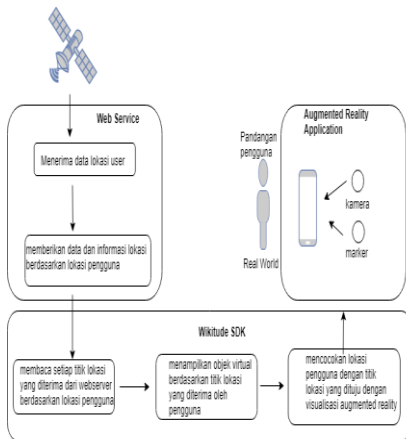 Web Service
Menerima data lokasi user
memberikan data dan informasi lokasi
berdasarkan lokasi pengguna
Pandangan
pengguna
Real World
Augmented Reality
Application
kamera
marker
Wikitude SDK
membaca setiap titik lokasi
yang diterima dari webserver
berdasarkan lokasi pengguna
menampilkan objek virtual
berdasarkan titik lokasi
yang diterima oleh
pengguna
mencocokan lokasi
pengguna dengan titik
lokasi yang dituju dengan
visualisasi augmented reality